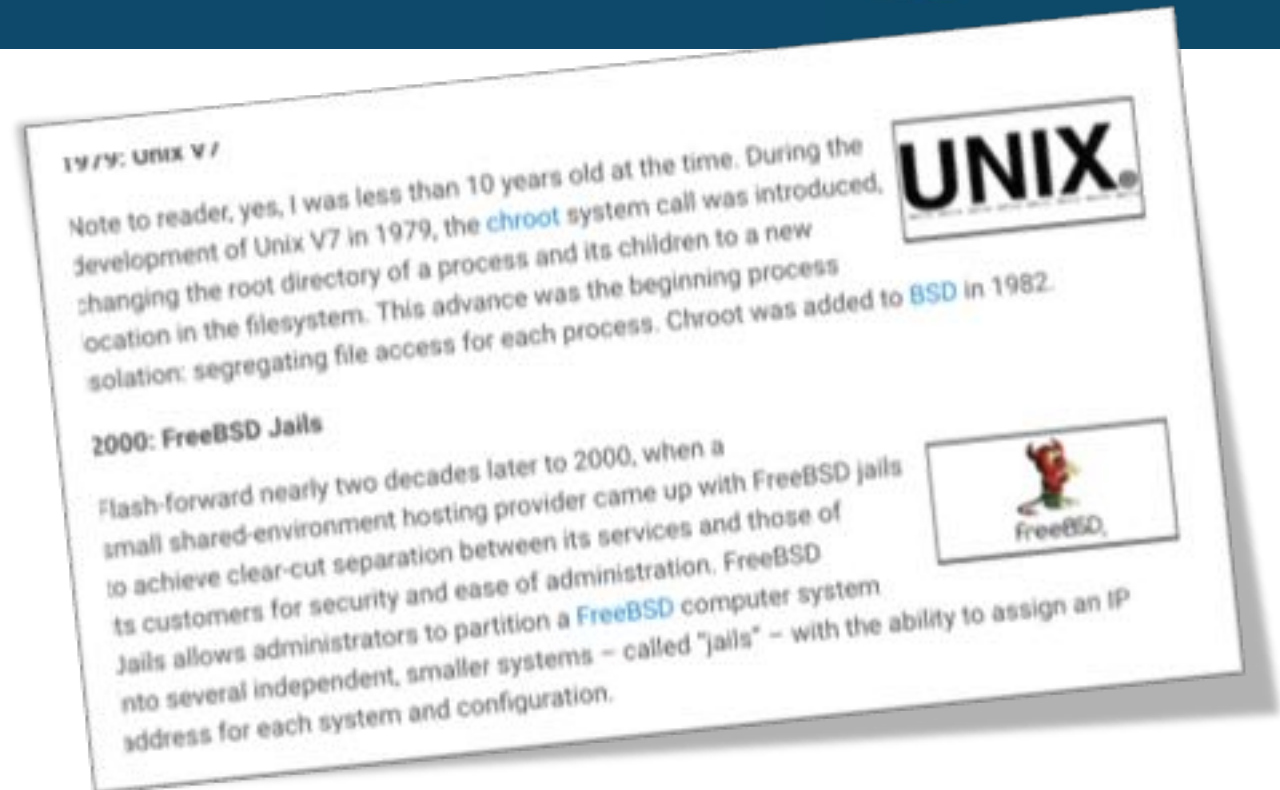 1979: Unix V7
Note to reader, yes, I was less than 10 years old at the time. During the
development of Unix V7 in 1979, the chroot system call was introduced,
changing the root directory of a process and its children to a new
location in the filesystem. This advance was the beginning process
isolation: segregating file access for each process. Chroot was added to BSD in 1982.
UNIX
2000: FreeBSD Jails
Flash-forward nearly two decades later to 2000, when a
small shared-environment hosting provider came up with FreeBSD jails
to achieve clear-cut separation between its services and those of
its customers for security and ease of administration. FreeBSD
Jails allows administrators to partition a FreeBSD computer system
into several independent, smaller systems – called "jails" – with the ability to assign an IP
address for each system and configuration.
FreeBSD.